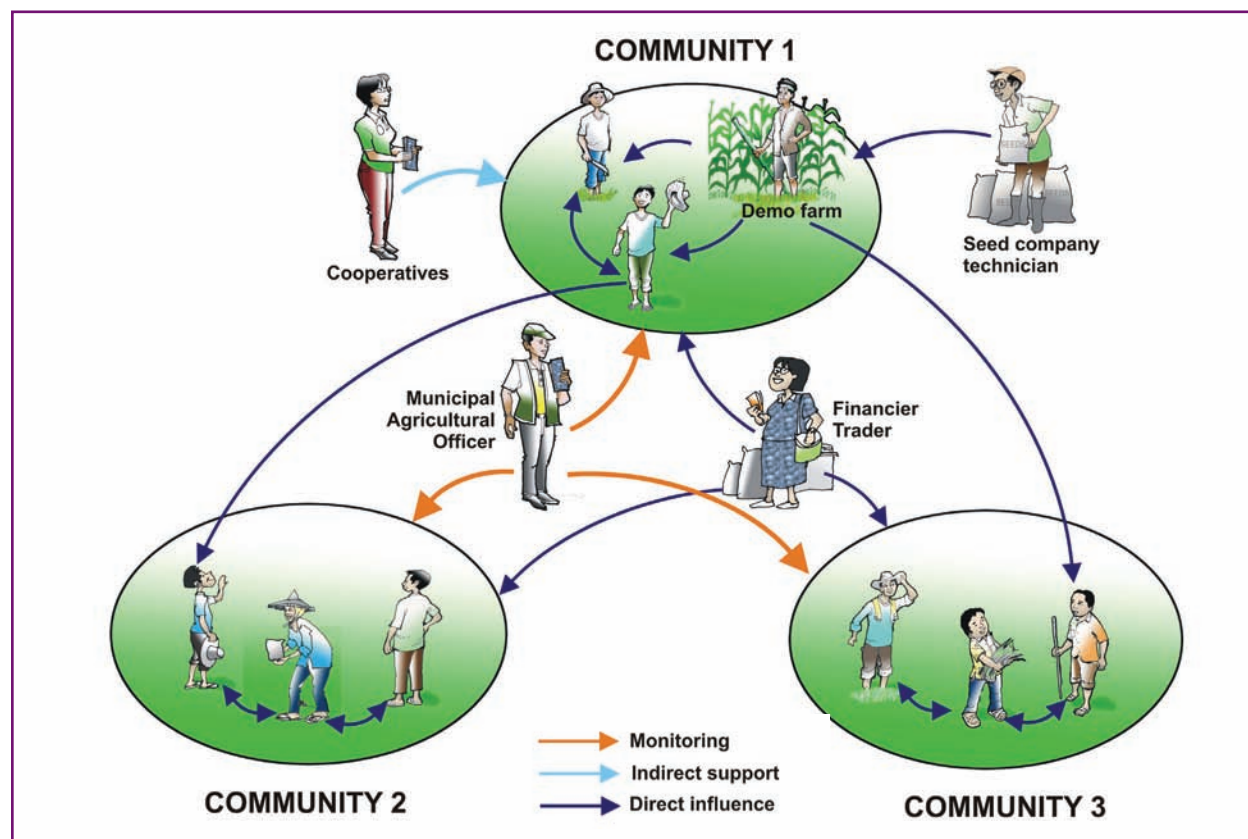 COMMUNITY 1
Cooperatives
Demo farm
SEEDS
Seed company
technician
Municipal
Agricultural
Officer
Financier
Trader
Monitoring
Indirect support
Direct influence
COMMUNITY 2
COMMUNITY 3